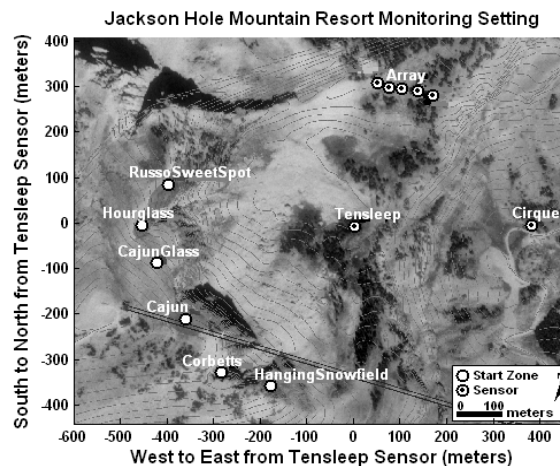 Jackson Hole Mountain Resort Monitoring Setting
South to North from Tensleep Sensor (meters)
400
300
200
100
0
-100
-200
-300
-400
Array
RussoSweetSpot
Hourglass
Tensleep
Cirque
CajunGlass
Cajun
Corbetts
HangingSnowfield
Start Zone
Sensor
0 100 meters
-600 -500 -400 -300 -200 -100 0 100 200 300 400
West to East from Tensleep Sensor (meters)